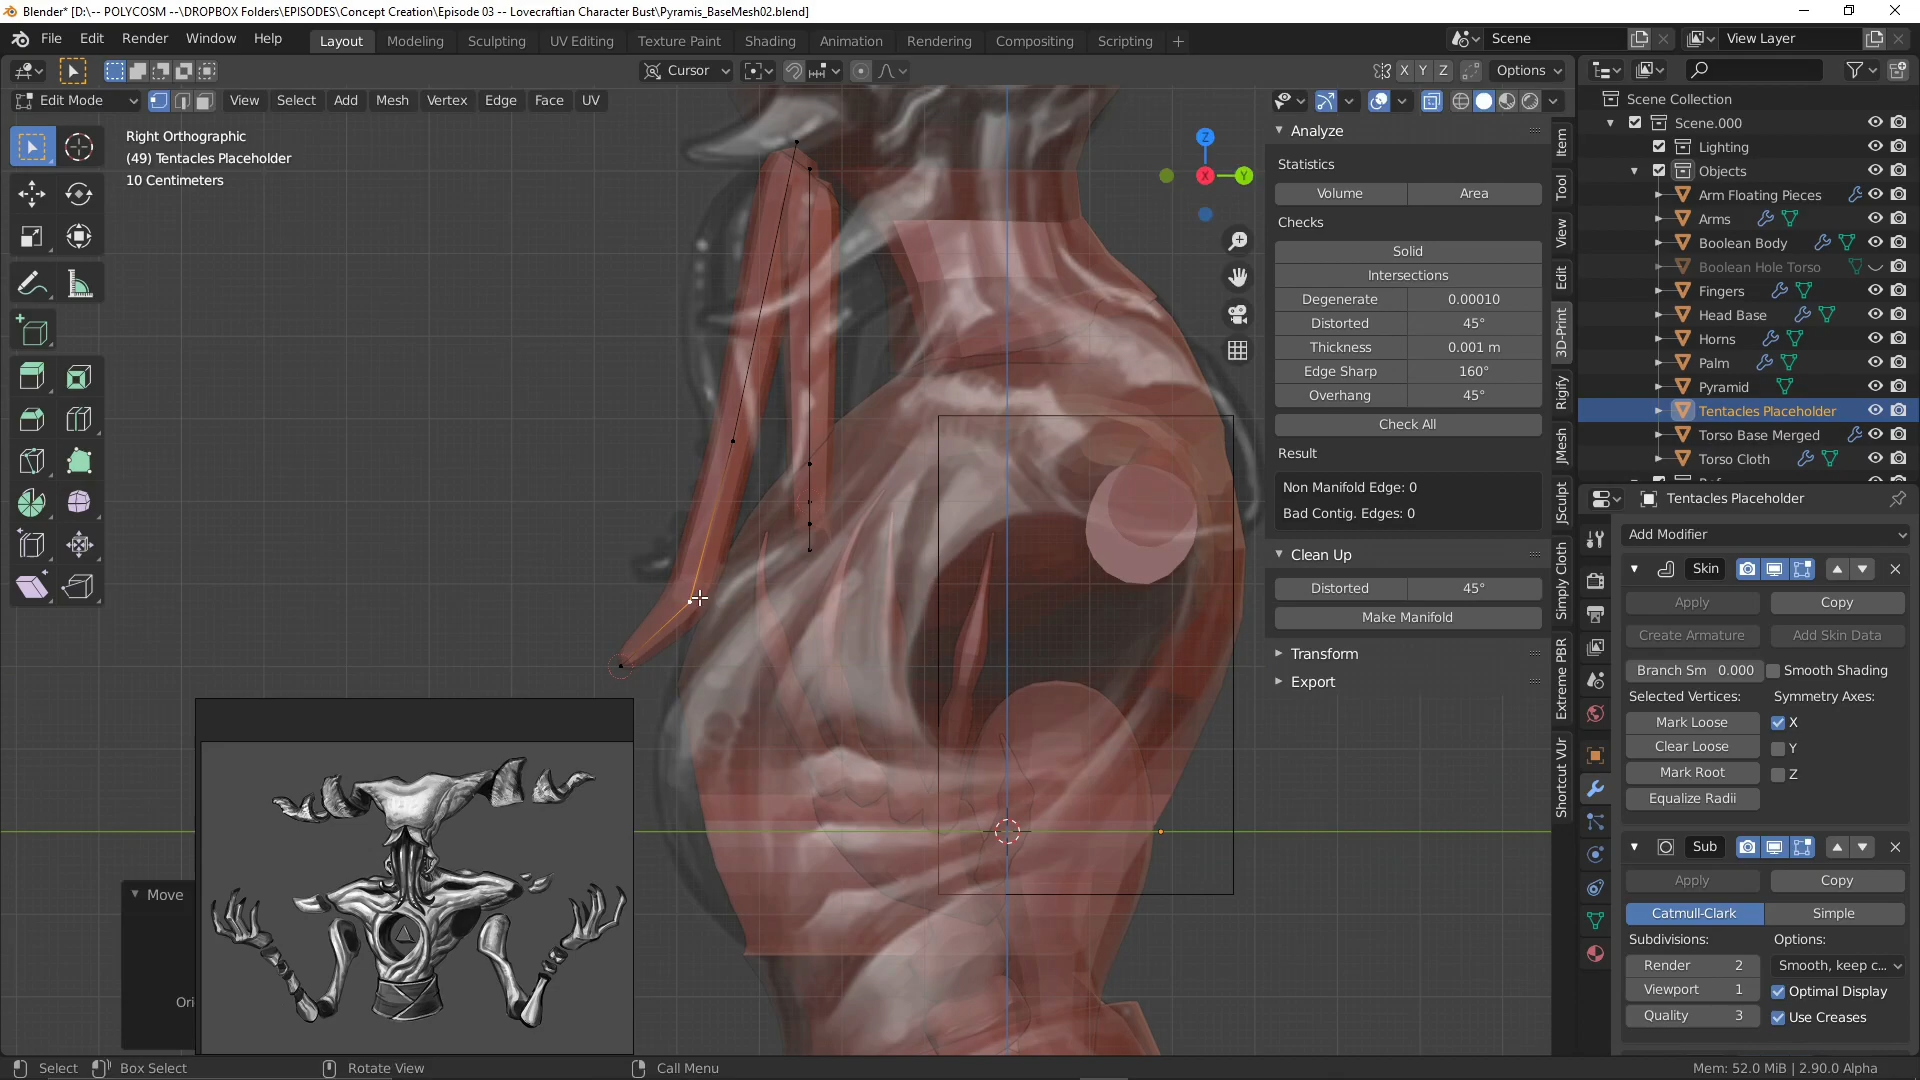 Blender* [D:\-- POLYCOSM --\DROPBOX Folders\EPISODES\Concept Creation\Episode 03 -- Lovecraftian Character Bust\Pyramis_BaseMesh02.blend]
File Edit Render Window Help
Layout Modeling Sculpting UV Editing Texture Paint Shading Animation Rendering Compositing Scripting +
Scene
View Layer
Cursor
X Y Z
Options
Edit Mode
View Select Add Mesh Vertex Edge Face UV
Right Orthographic
(49) Tentacles Placeholder
10 Centimeters
Z
X
Y
Analyze
Statistics
Volume Area
Checks
Solid
Intersections
Degenerate 0.00010
Distorted 45°
Thickness 0.001 m
Edge Sharp 160°
Overhang 45°
Check All
Result
Non Manifold Edge: 0
Bad Contig. Edges: 0
Clean Up
Distorted 45°
Make Manifold
Transform
Export
Item
Tool
View
Edit
3D-Print
Rigify
JMesh
JSculpt
Simply Cloth
Extreme PBR
Shortcut VUr
Scene Collection
Scene.000
Lighting
Objects
Arm Floating Pieces
Arms
Boolean Body
Boolean Hole Torso
Fingers
Head Base
Horns
Palm
Pyramid
Tentacles Placeholder
Torso Base Merged
Torso Cloth
Tentacles Placeholder
Add Modifier
Skin
Apply Copy
Create Armature Add Skin Data
Branch Sm 0.000 Smooth Shading
Selected Vertices: Symmetry Axes:
Mark Loose X
Clear Loose Y
Mark Root Z
Equalize Radii
Sub
Apply Copy
Catmull-Clark Simple
Subdivisions: Options:
Render 2 Smooth, keep c...
Viewport 1 Optimal Display
Quality 3 Use Creases
Move
Ori
Select Box Select Rotate View Call Menu
Mem: 52.0 MiB | 2.90.0 Alpha